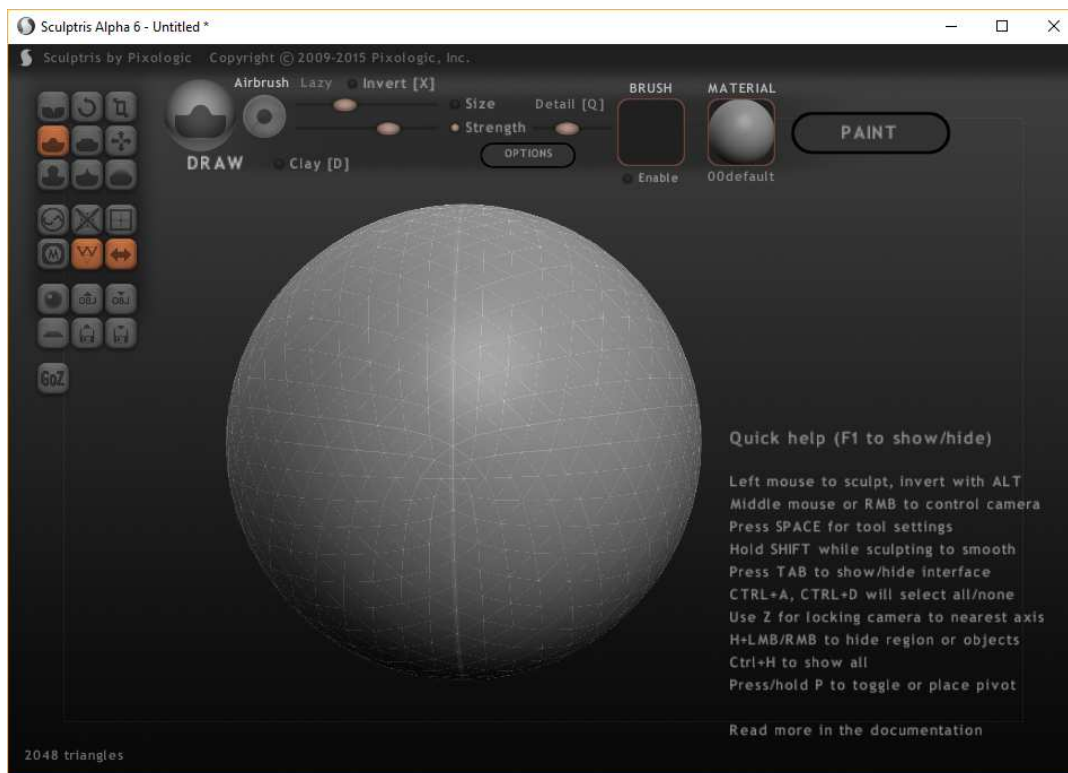 Sculptris Alpha 6 - Untitled *
Sculptris by Pixologic Copyright © 2009-2015 Pixologic, Inc.
Airbrush Lazy Invert [X]
BRUSH MATERIAL
Size Detail [Q]
Strength
PAINT
OPTIONS
DRAW Clay [D]
Enable 00default
W
OBJ OBJ
GoZ
Quick help (F1 to show/hide)
Left mouse to sculpt, invert with ALT
Middle mouse or RMB to control camera
Press SPACE for tool settings
Hold SHIFT while sculpting to smooth
Press TAB to show/hide interface
CTRL+A, CTRL+D will select all/none
Use Z for locking camera to nearest axis
H+LMB/RMB to hide region or objects
Ctrl+H to show all
Press/hold P to toggle or place pivot
Read more in the documentation
2048 triangles